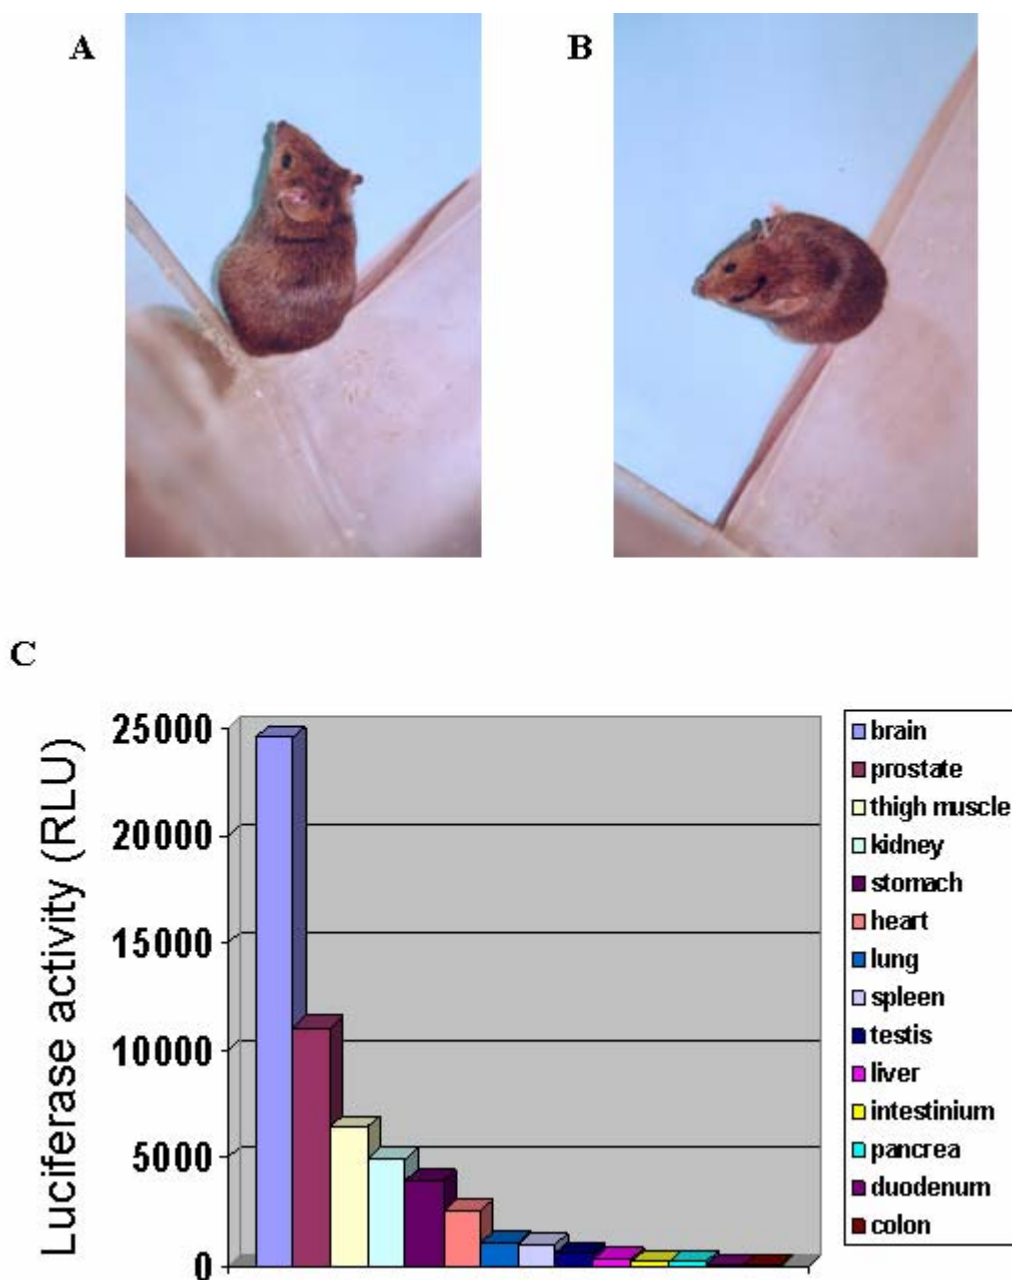 A
B
C
Luciferase activity (RLU)
25000
20000
15000
10000
5000
0
brain
prostate
thigh muscle
kidney
stomach
heart
lung
spleen
testis
liver
intestinium
pancrea
duodenum
colon